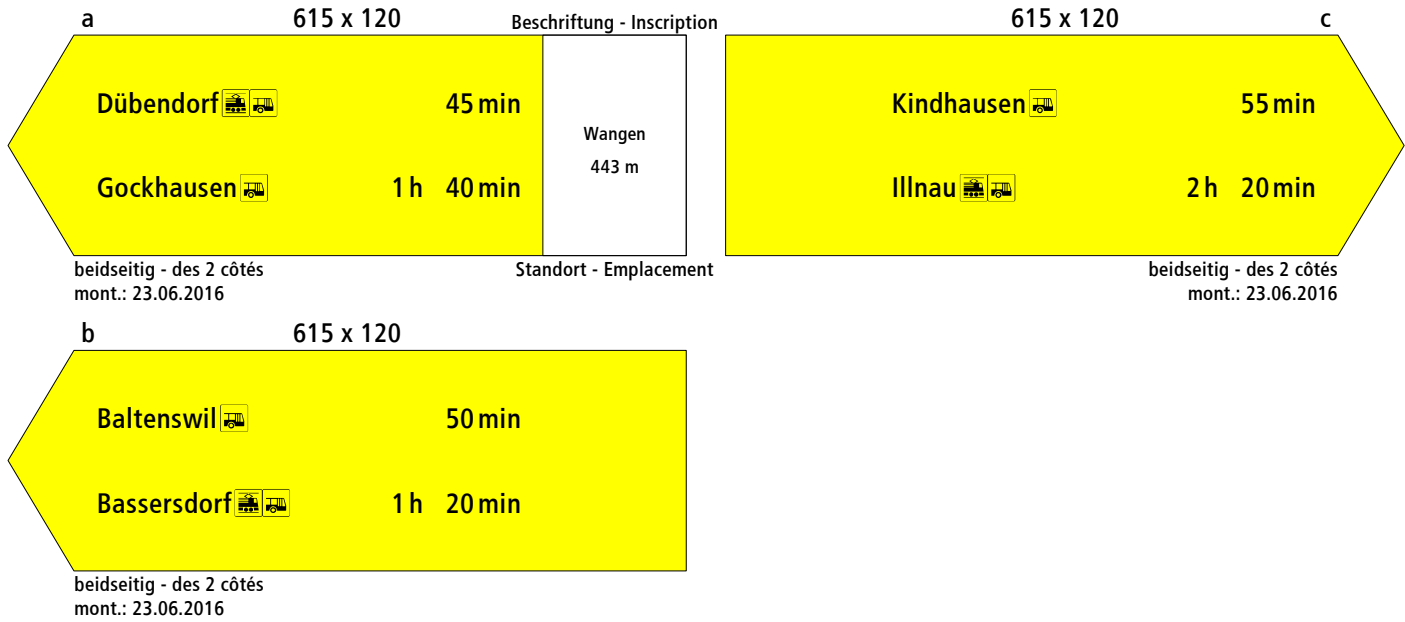 a 615 x 120 Beschriftung - Inscription
Dübendorf 45 min
Gockhausen 1 h 40 min
Wangen
443 m
beidseitig - des 2 côtés
mont.: 23.06.2016
Standort - Emplacement
615 x 120 c
Kindhausen 55 min
Illnau 2 h 20 min
beidseitig - des 2 côtés
mont.: 23.06.2016
b 615 x 120
Baltenswil 50 min
Bassersdorf 1 h 20 min
beidseitig - des 2 côtés
mont.: 23.06.2016